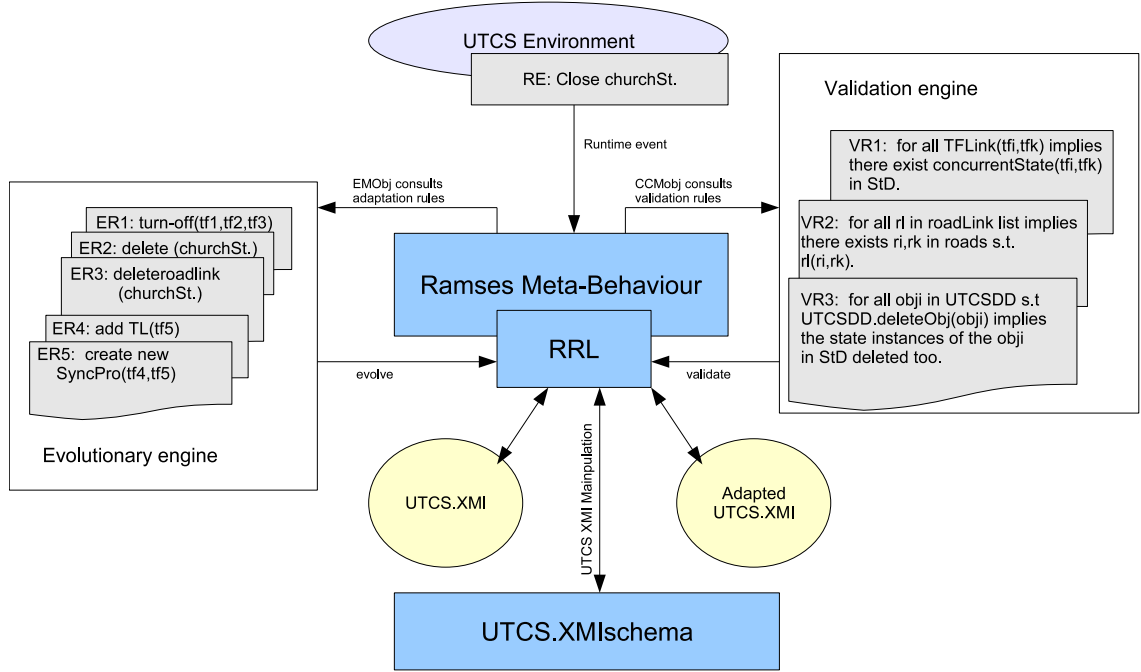 UTCS Environment
RE: Close churchSt.
Runtime event
EMObj consults
adaptation rules
CCMobj consults
validation rules
Validation engine
VR1:  for all TFLink(tfi,tfk) implies
there exist concurrentState(tfi,tfk)
in StD.
VR2:  for all rl in roadLink list implies
there exists ri,rk in roads s.t.
rl(ri,rk).
VR3:  for all obji in UTCSDD s.t
UTCSDD.deleteObj(obji) implies
the state instances of the obji
in StD deleted too.
ER1: turn-off(tf1,tf2,tf3)
ER2: delete (churchSt.)
ER3: deleteroadlink
(churchSt.)
ER4: add TL(tf5)
ER5:  create new
SyncPro(tf4,tf5)
Evolutionary engine
Ramses Meta-Behaviour
RRL
evolve
validate
UTCS.XMI
UTCS XMI Mainpulation
Adapted
UTCS.XMI
UTCS.XMIschema